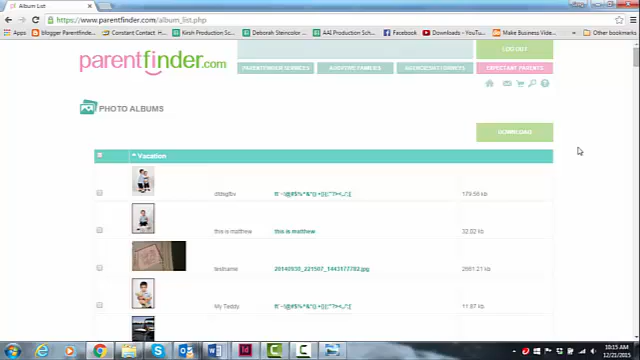 Album List
https://www.parentfinder.com/album_list.php
Apps
blogger Parentfinde...
Constant Contact : H...
Kirsh Production Sc...
Deborah Steincolor ...
AAI Production Sch...
Facebook
Downloads - YouTu...
Make Business Vide...
Other bookmarks
parentfinder.com
LOG OUT
PARENTFINDER SERVICES
ADOPTIVE FAMILIES
EXPECTANT PARENTS
PHOTO ALBUMS
DOWNLOAD
* Vacation
179.56 kb
this is matthew
this is matthew
32.02 kb
testname
20140930_221507_1443177782.jpg
2661.21 kb
My Teddy
11.87 kb
10:15 AM
12/21/2015